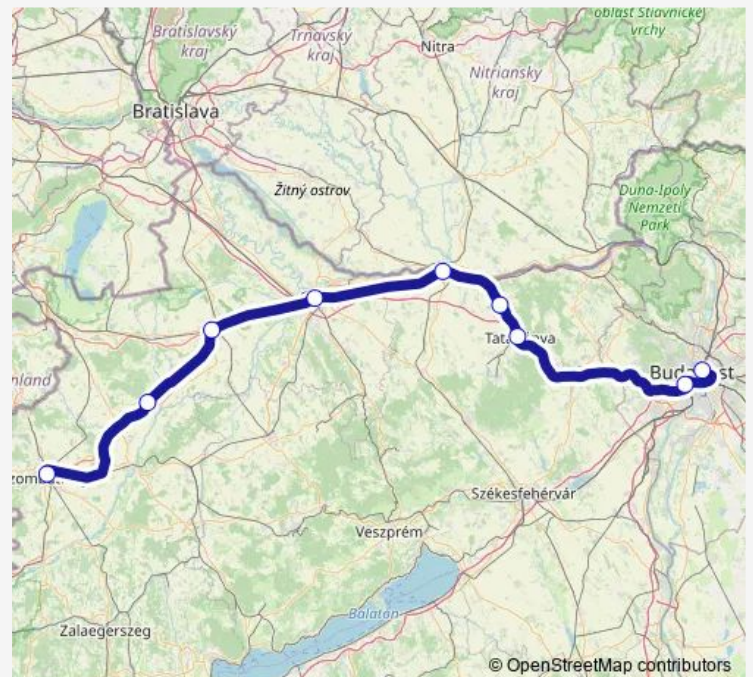 oblasť Štiavnické
vrchy
Bratislavský
kraj
Trnavský
kraj
Nitra
Nitriansky
kraj
Bratislava
Žitný ostrov
Duna-Ipoly
Nemzeti
Park
Székesfehérvár
Veszprém
Balaton
Zalaegerszeg
© OpenStreetMap contributors